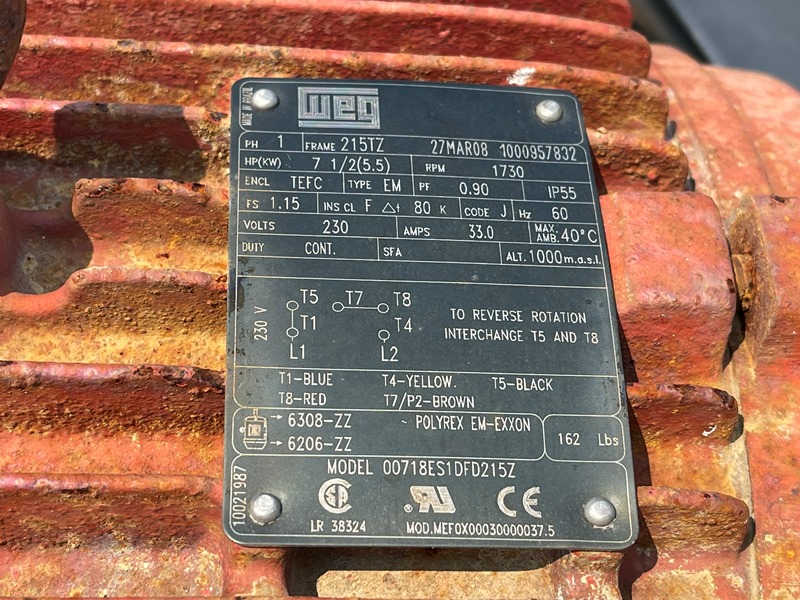 MADE IN BRAZIL
WEG
PH 1 FRAME 215TZ 27MAR08 1000957832
HP(KW) 7 1/2(5.5) RPM 1730
ENCL TEFC TYPE EM PF 0.90 IP55
FS 1.15 INS CL F △t 80 K CODE J Hz 60
VOLTS 230 AMPS 33.0 MAX. AMB. 40°C
DUTY CONT. SFA ALT. 1000m.a.s.l.
230 V
T5 T7 T8
T1 T4
L1 L2
TO REVERSE ROTATION
INTERCHANGE T5 AND T8
T1-BLUE T4-YELLOW. T5-BLACK
T8-RED T7/P2-BROWN
→ 6308-ZZ POLYREX EM-EXXON
→ 6206-ZZ
162 Lbs
10021987
MODEL 00718ES1DFD215Z
CSA ® UR CE
LR 38324 MOD.MEF0X00030000037.5